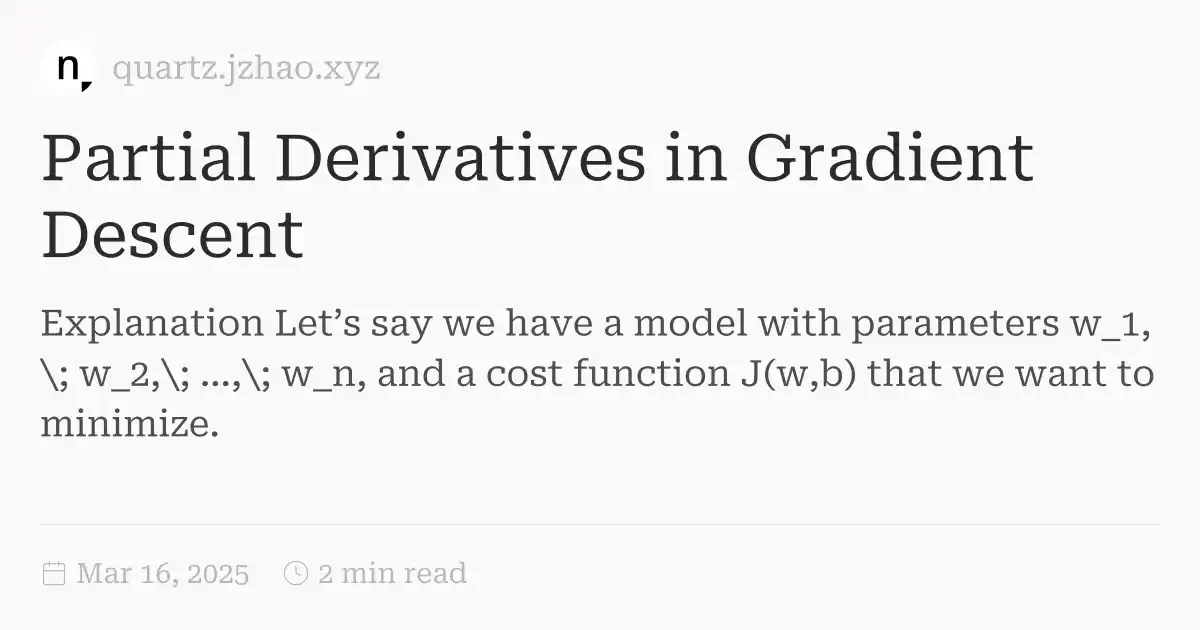 n
quartz.jzhao.xyz
Partial Derivatives in Gradient
Descent
Explanation Let’s say we have a model with parameters w_1,
\; w_2,\; ...,\; w_n, and a cost function J(w,b) that we want to
minimize.
Mar 16, 2025 2 min read